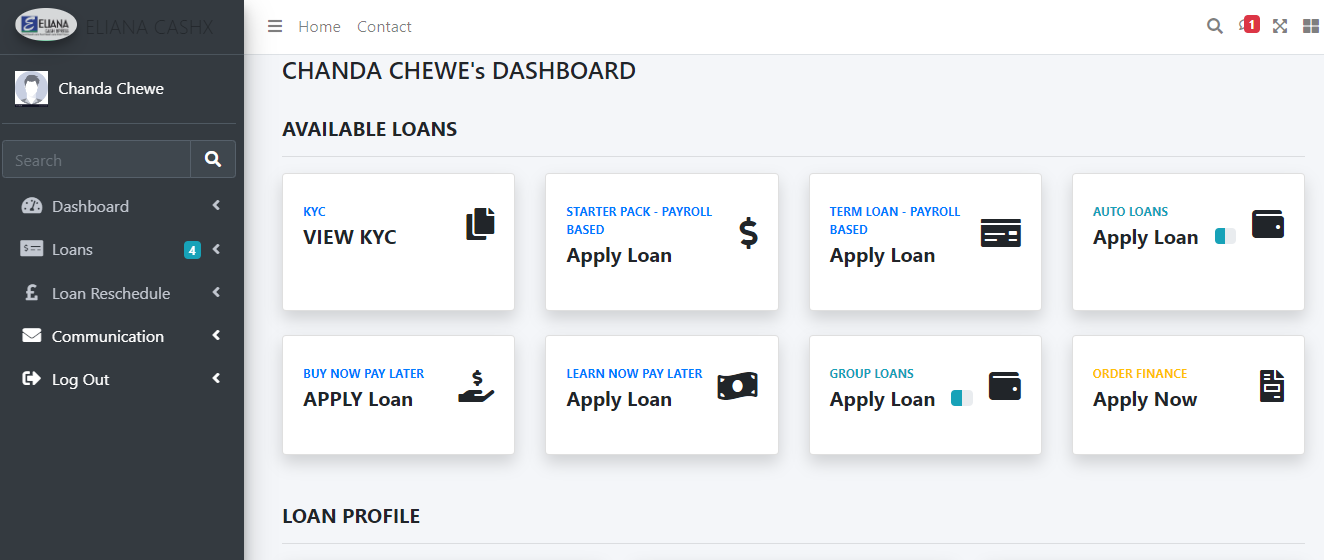 ELIANA
CASH XPRESS
ELIANA CASHX
Home
Contact
1
Chanda Chewe
Search
Dashboard
Loans
4
Loan Reschedule
Communication
Log Out
CHANDA CHEWE's DASHBOARD
AVAILABLE LOANS
KYC
VIEW KYC
STARTER PACK - PAYROLL
BASED
Apply Loan
TERM LOAN - PAYROLL
BASED
Apply Loan
AUTO LOANS
Apply Loan
BUY NOW PAY LATER
APPLY Loan
LEARN NOW PAY LATER
Apply Loan
GROUP LOANS
Apply Loan
ORDER FINANCE
Apply Now
LOAN PROFILE